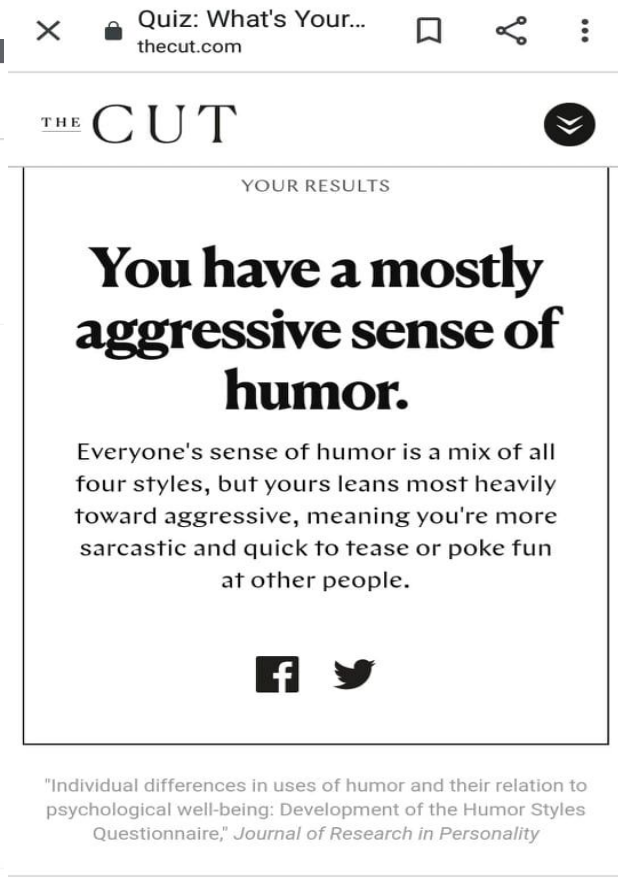 Quiz: What's Your...
thecut.com
THE CUT
YOUR RESULTS
You have a mostly
aggressive sense of
humor.
Everyone's sense of humor is a mix of all
four styles, but yours leans most heavily
toward aggressive, meaning you're more
sarcastic and quick to tease or poke fun
at other people.
"Individual differences in uses of humor and their relation to
psychological well-being: Development of the Humor Styles
Questionnaire," Journal of Research in Personality